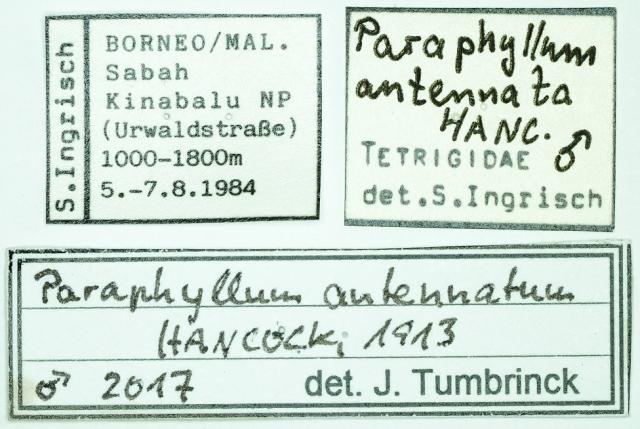 S.Ingrisch
BORNEO/MAL.
Sabah
Kinabalu NP
(Urwaldstraße)
1000-1800m
5.-7.8.1984
Paraphyllum
antennata
HANC.
TETRIGIDAE ♂
det.S.Ingrisch
Paraphyllum antennatum
HANCOCK, 1913
♂ 2017 det. J. Tumbrinck